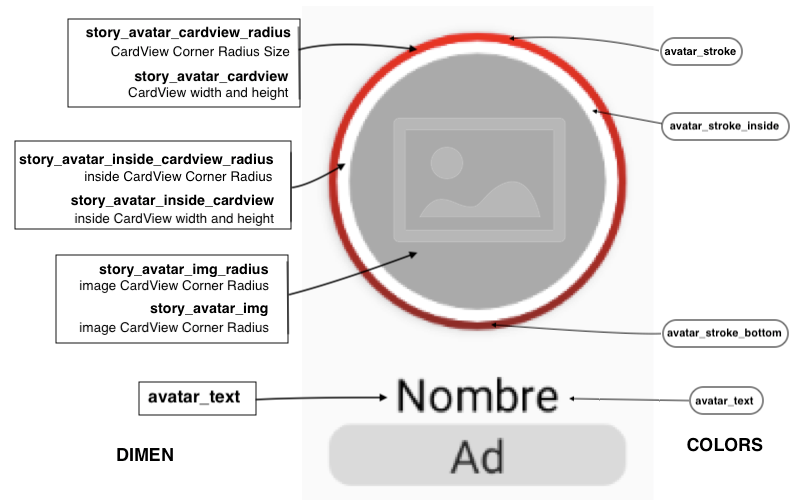 story_avatar_cardview_radius
CardView Corner Radius Size
story_avatar_cardview
CardView width and height
story_avatar_inside_cardview_radius
inside CardView Corner Radius
story_avatar_inside_cardview
inside CardView width and height
story_avatar_img_radius
image CardView Corner Radius
story_avatar_img
image CardView Corner Radius
avatar_text
DIMEN
Nombre
Ad
avatar_stroke
avatar_stroke_inside
avatar_stroke_bottom
avatar_text
COLORS